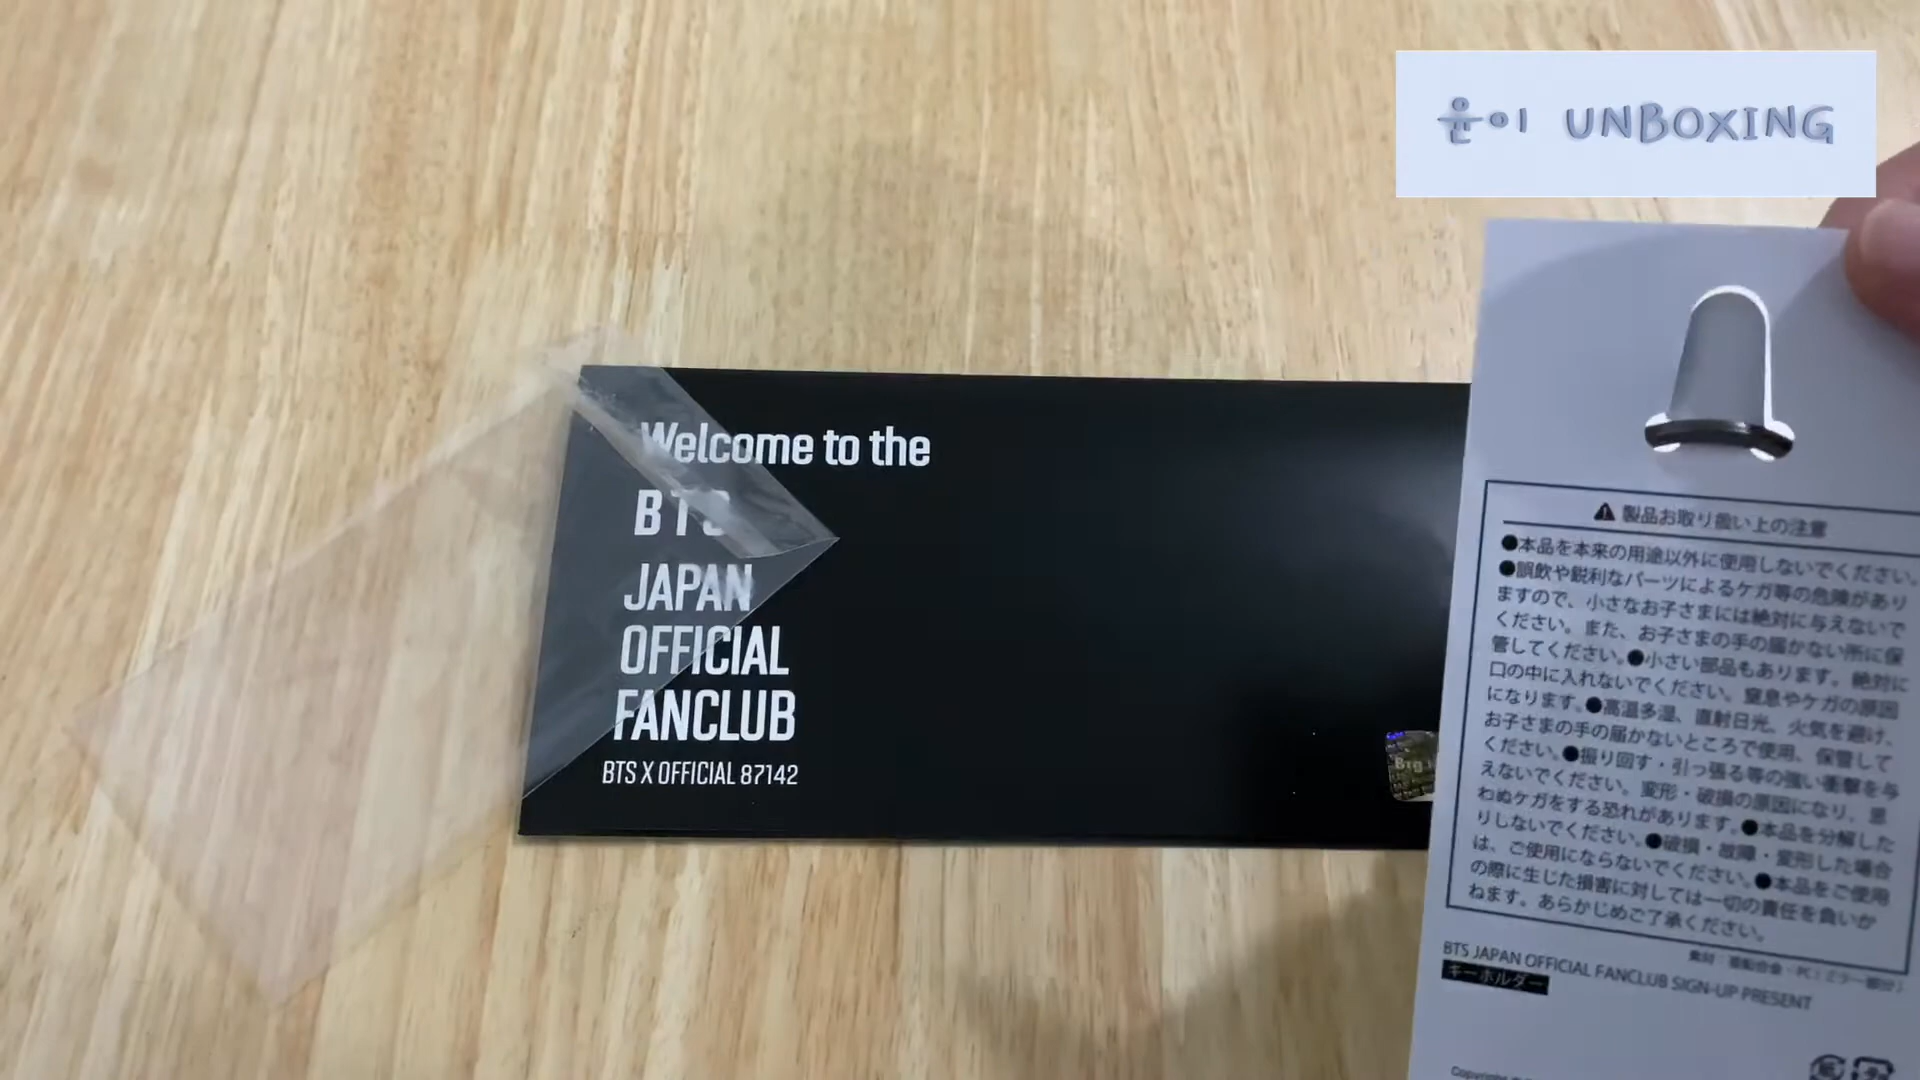 윤이 UNBOXING
Welcome to the
BTS
JAPAN
OFFICIAL
FANCLUB
BTS X OFFICIAL 87142
⚠ 製品お取り扱い上の注意
●本品を本来の用途以外に使用しないでください。
●誤飲や鋭利なパーツによるケガ等の危険があり
ますので、小さなお子さまには絶対に与えないで
ください。また、お子さまの手の届かない所に保
管してください。●小さい部品もあります。絶対に
口の中に入れないでください。窒息やケガの原因
になります。●高温多湿、直射日光、火気を避け、
お子さまの手の届かないところで使用、保管して
ください。●振り回す・引っ張る等の強い衝撃を与
えないでください。変形・破損の原因になり、思
わぬケガをする恐れがあります。●本品を分解した
りしないでください。●破損・故障・変形した場合
は、ご使用にならないでください。●本品をご使用
の際に生じた損害に対しては一切の責任を負いか
ねます。あらかじめご了承ください。
素材：亜鉛合金・PC(ミラー部分)
BTS JAPAN OFFICIAL FANCLUB SIGN-UP PRESENT
キーホルダー
Copyright